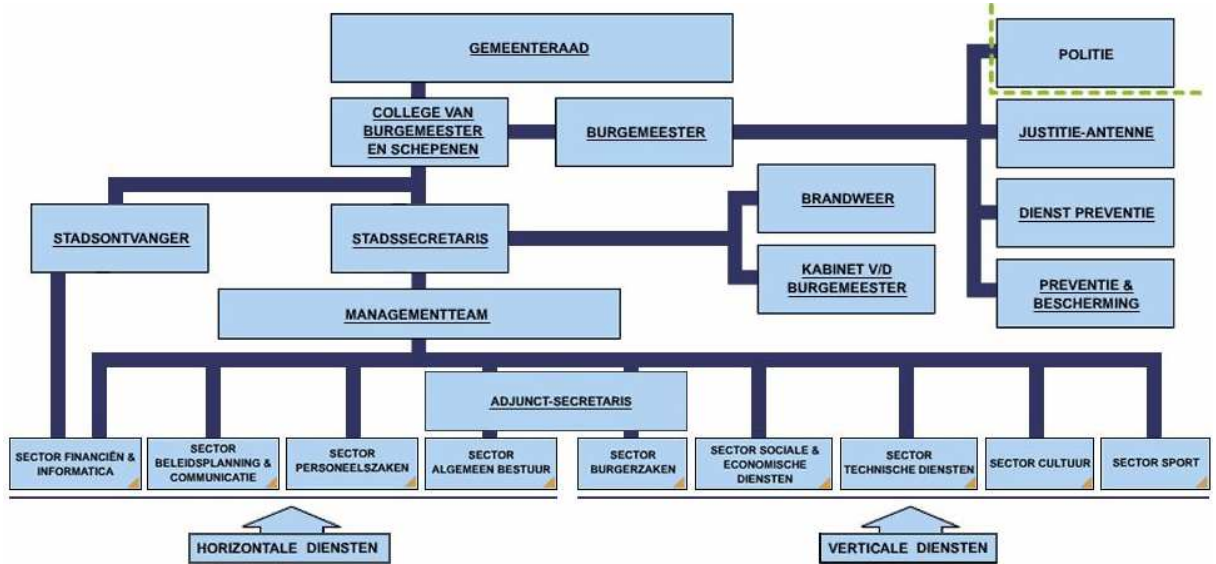 GEMEENTERAAD
POLITIE
COLLEGE VAN
BURGEMEESTER
EN SCHEPENEN
BURGEMEESTER
JUSTITIE-ANTENNE
BRANDWEER
DIENST PREVENTIE
STADSONTVANGER
STADSSECRETARIS
KABINET V/D
BURGEMEESTER
PREVENTIE &
BESCHERMING
MANAGEMENTTEAM
ADJUNCT-SECRETARIS
SECTOR FINANCIËN &
INFORMATICA
SECTOR
BELEIDSPLANNING &
COMMUNICATIE
SECTOR
PERSONEELSZAKEN
SECTOR
ALGEMEEN BESTUUR
SECTOR
BURGERZAKEN
SECTOR SOCIALE &
ECONOMISCHE
DIENSTEN
SECTOR
TECHNISCHE DIENSTEN
SECTOR CULTUUR
SECTOR SPORT
HORIZONTALE DIENSTEN
VERTICALE DIENSTEN